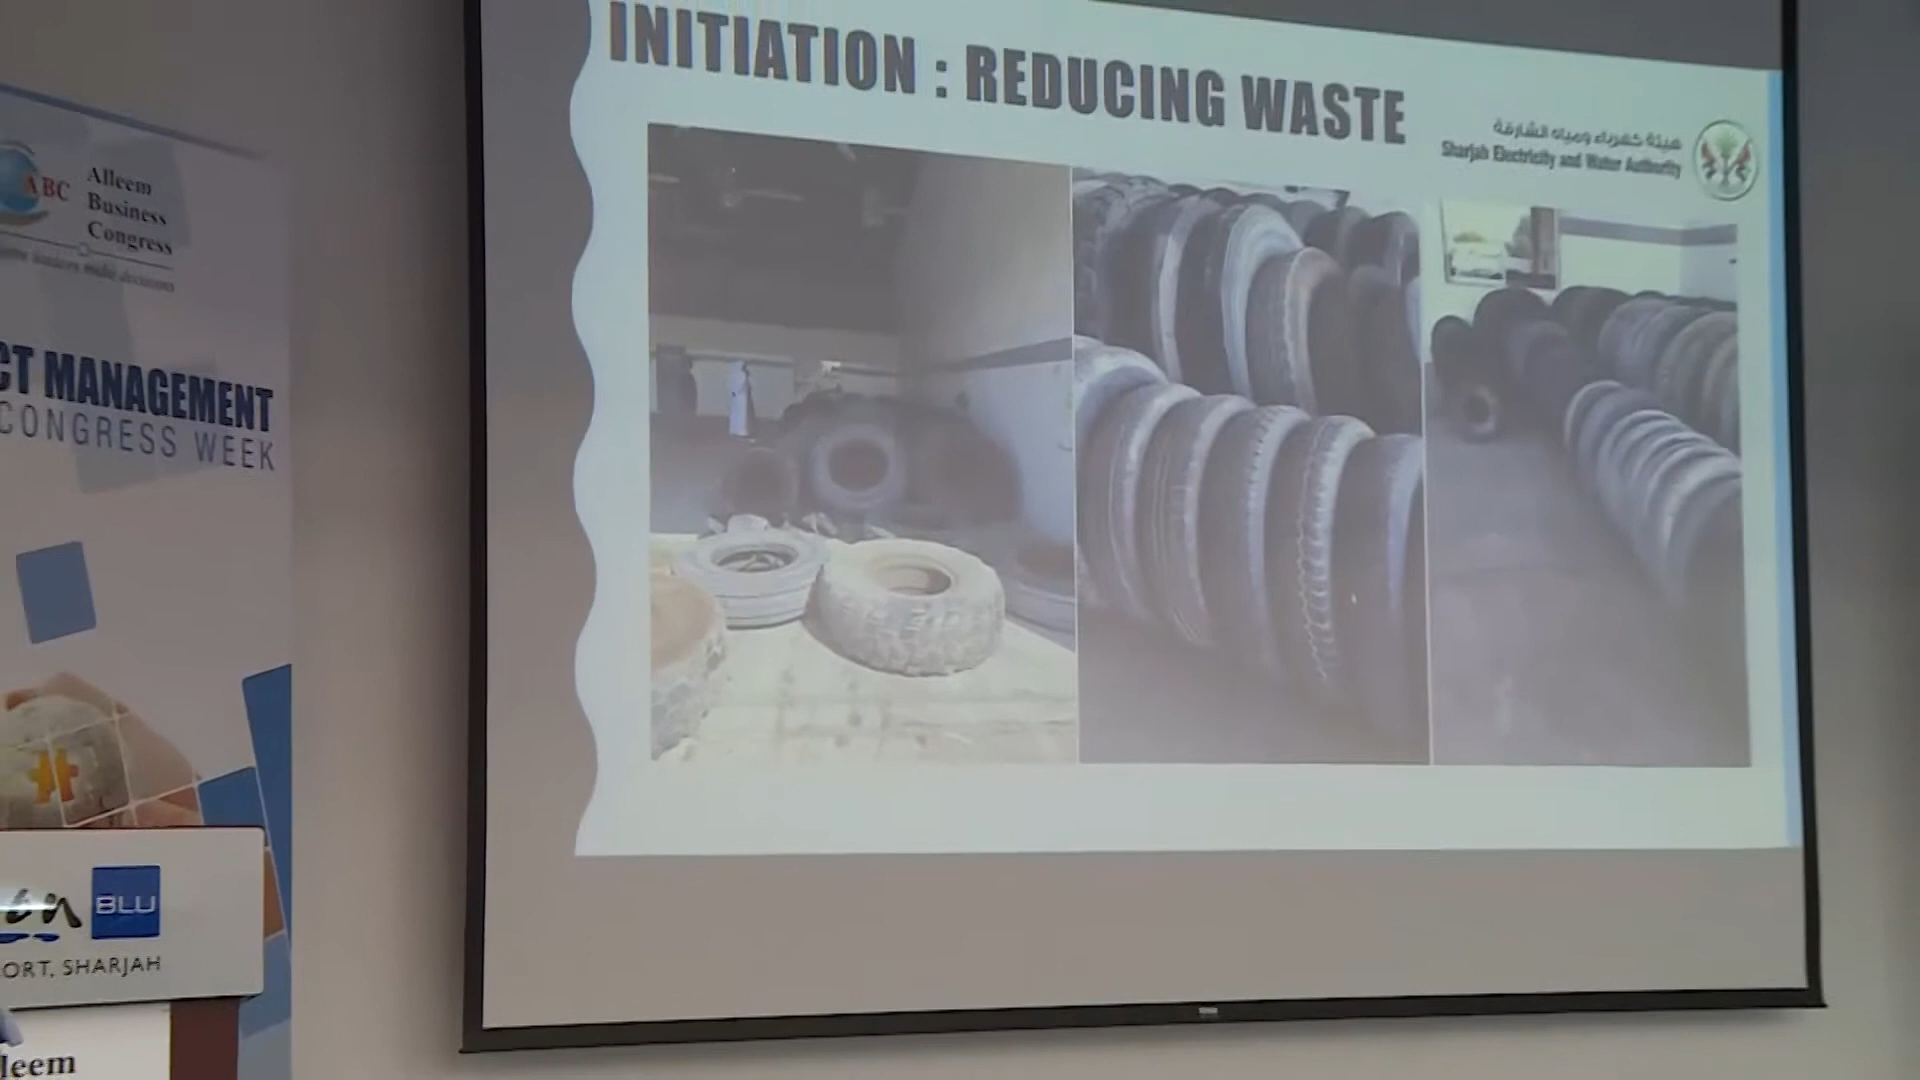 INITIATION : REDUCING WASTE
هيئة كهرباء ومياه الشارقة
Sharjah Electricity and Water Authority
ABC
Alleem
Business
Congress
CT MANAGEMENT
CONGRESS WEEK
BLU
ORT, SHARJAH
lleem